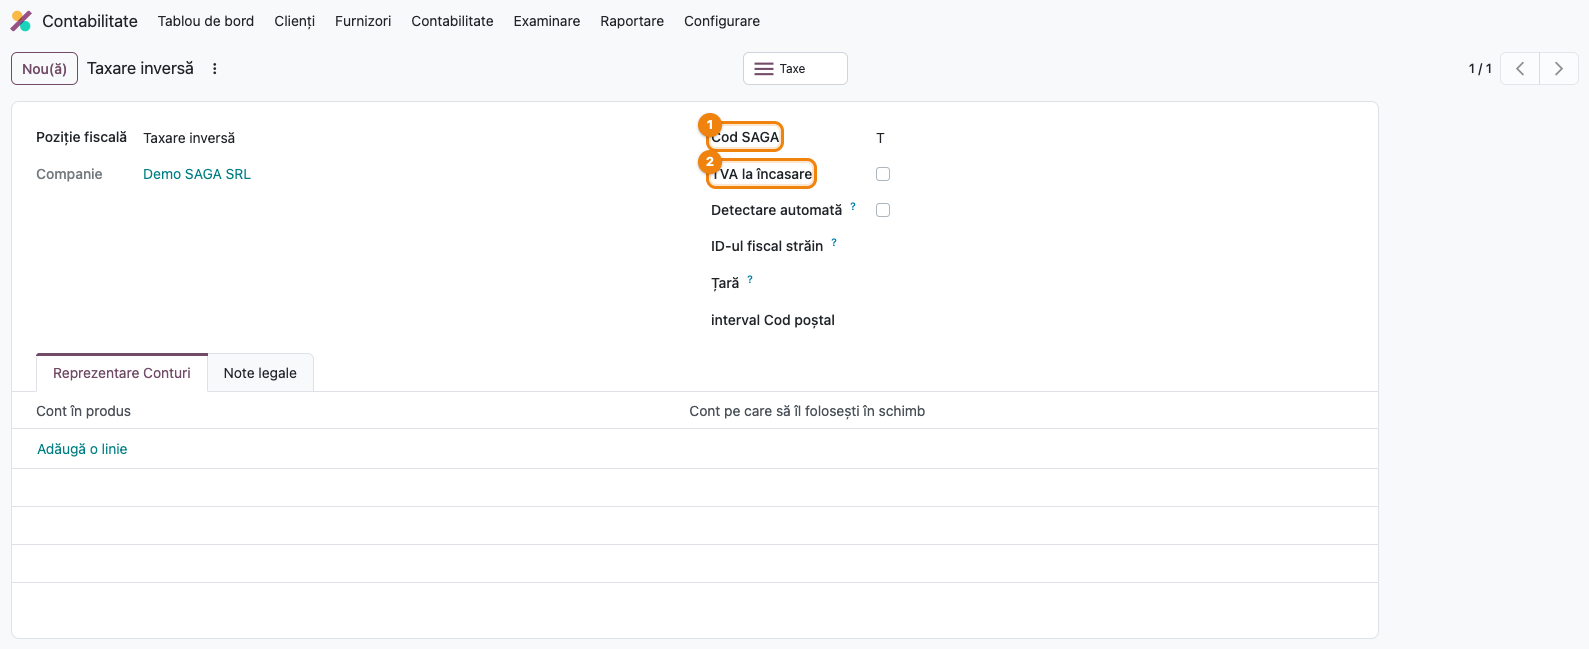 Contabilitate Tablou de bord Clienți Furnizori Contabilitate Examinare Raportare Configurare
Nou(ă) Taxare inversă Taxe 1 / 1
Poziție fiscală Taxare inversă
Companie Demo SAGA SRL
1 Cod SAGA T
2 TVA la încasare
Detectare automată ?
ID-ul fiscal străin ?
Țară ?
interval Cod poștal
Reprezentare Conturi Note legale
Cont în produs Cont pe care să îl folosești în schimb
Adăugă o linie